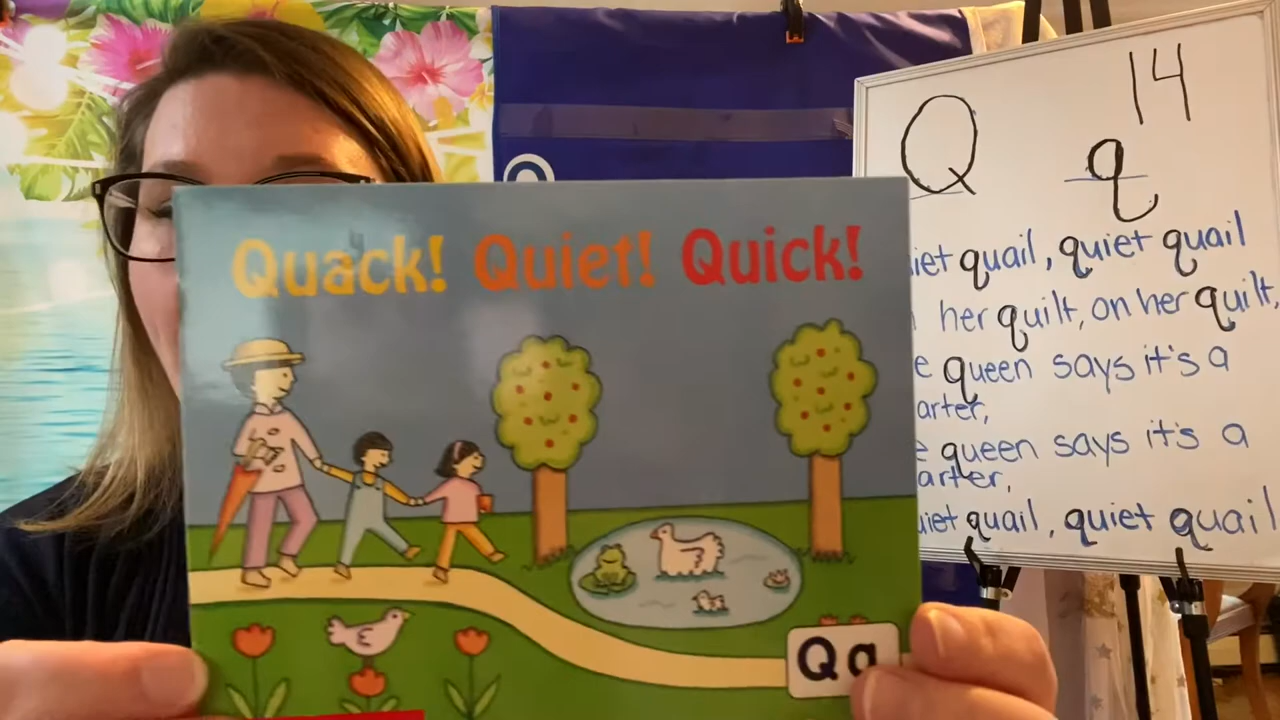 Quack! Quiet! Quick!
Qq
Q
14
q
iet quail, quiet quail
her quilt, on her quilt,
e queen says it's a
arter,
e queen says it's a
arter,
uiet quail, quiet quail